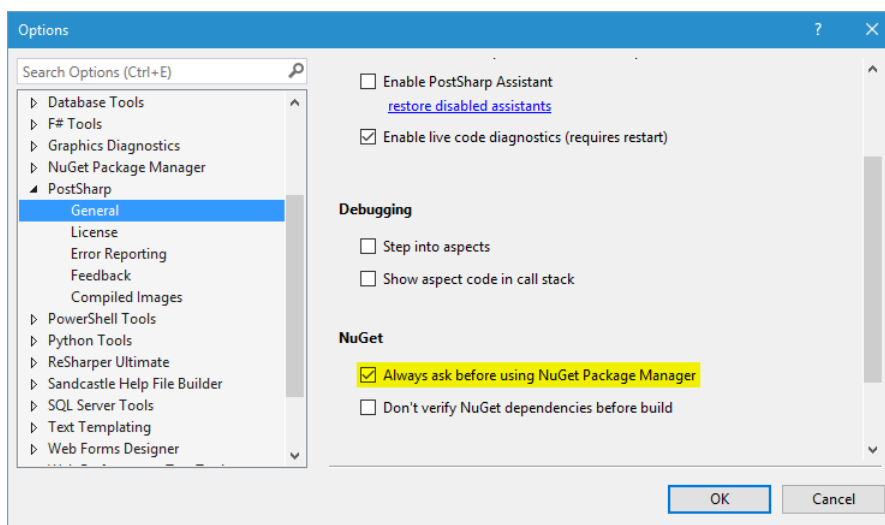 Options
?
Search Options (Ctrl+E)
Database Tools
F# Tools
Graphics Diagnostics
NuGet Package Manager
PostSharp
General
License
Error Reporting
Feedback
Compiled Images
PowerShell Tools
Python Tools
ReSharper Ultimate
Sandcastle Help File Builder
SQL Server Tools
Text Templating
Web Forms Designer
Enable PostSharp Assistant
restore disabled assistants
Enable live code diagnostics (requires restart)
Debugging
Step into aspects
Show aspect code in call stack
NuGet
Always ask before using NuGet Package Manager
Don't verify NuGet dependencies before build
OK
Cancel